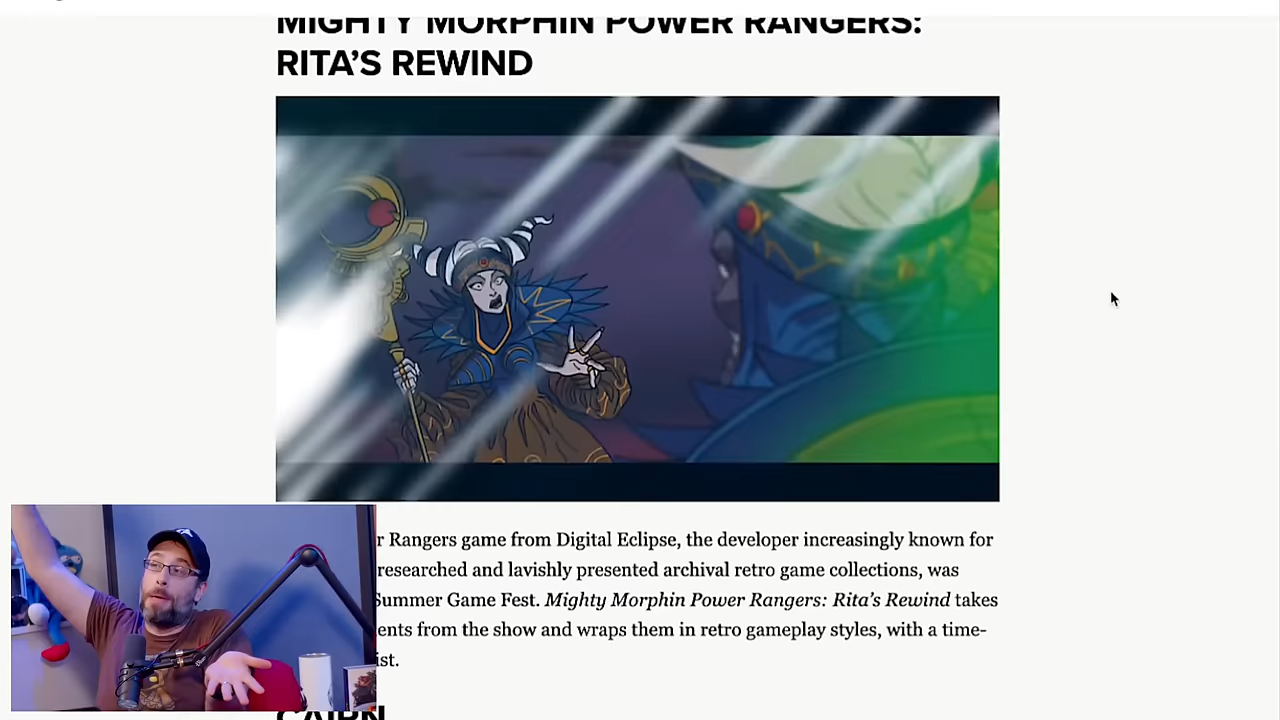 MIGHTY MORPHIN POWER RANGERS:
RITA'S REWIND
r Rangers game from Digital Eclipse, the developer increasingly known for
researched and lavishly presented archival retro game collections, was
Summer Game Fest. Mighty Morphin Power Rangers: Rita's Rewind takes
ents from the show and wraps them in retro gameplay styles, with a time-
ist.
CAIRN